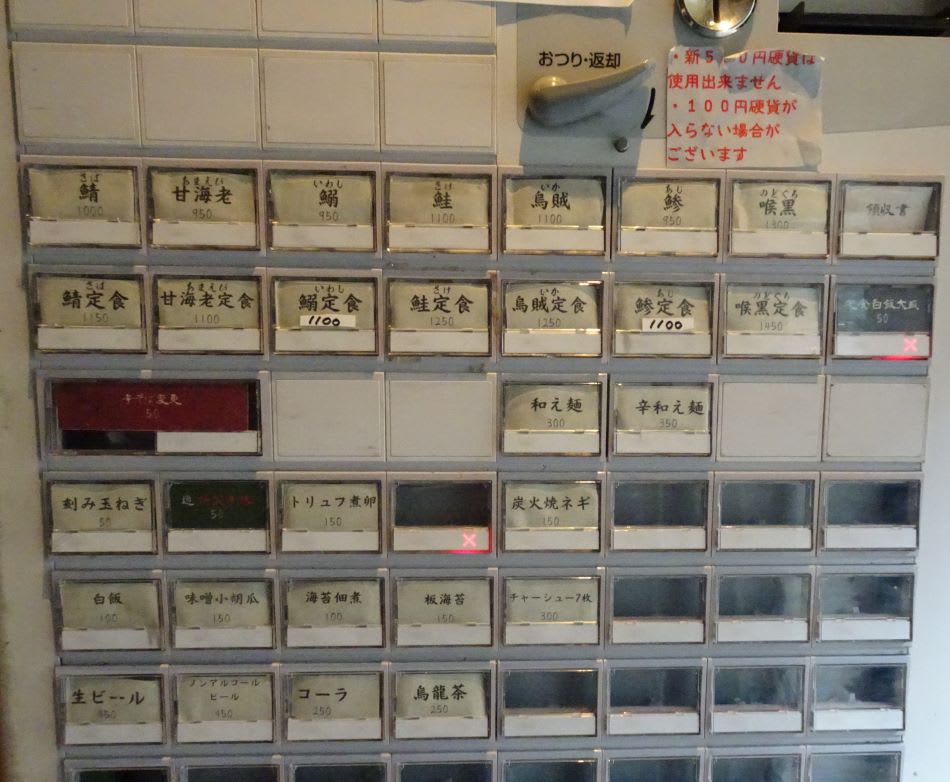 おつり・返却
・新500円硬貨は
使用出来ません
・100円硬貨が
入らない場合が
ございます
さば あまえび いわし さけ いか あじ のどぐろ
鯖 甘海老 鰯 鮭 烏賊 鯵 喉黒 領収書
1000 950 950 1100 1100 950 1300
さば あまえび いわし さけ いか あじ のどぐろ
鯖定食 甘海老定食 鰯定食 鮭定食 烏賊定食 鯵定食 喉黒定食 定食白飯大盛
1150 1100 1100 1250 1250 1100 1450 50
変更 和え麺 辛和え麺
50 300 350
刻み玉ねぎ 追 トリュフ煮卵 炭火焼ネギ
50 50 150 150
白飯 味噌小胡瓜 海苔佃煮 板海苔 チャーシュー7枚
100 150 100 150 300
生ビール ノンアルコール コーラ 烏龍茶
ビール
450 250 250